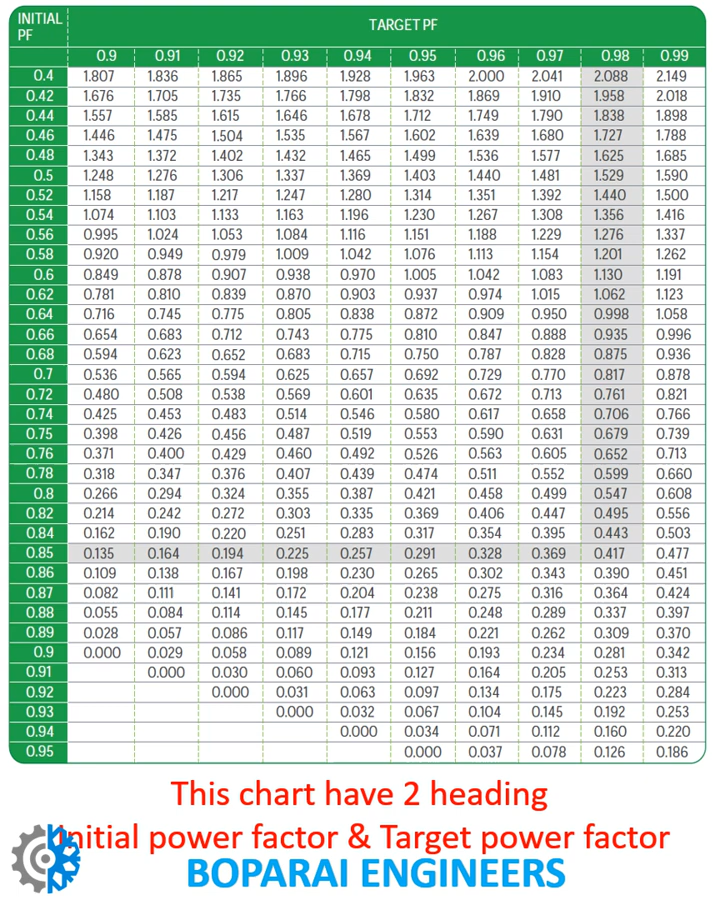 INITIAL
PF
TARGET PF
0.9 0.91 0.92 0.93 0.94 0.95 0.96 0.97 0.98 0.99
0.4 1.807 1.836 1.865 1.896 1.928 1.963 2.000 2.041 2.088 2.149
0.42 1.676 1.705 1.735 1.766 1.798 1.832 1.869 1.910 1.958 2.018
0.44 1.557 1.585 1.615 1.646 1.678 1.712 1.749 1.790 1.838 1.898
0.46 1.446 1.475 1.504 1.535 1.567 1.602 1.639 1.680 1.727 1.788
0.48 1.343 1.372 1.402 1.432 1.465 1.499 1.536 1.577 1.625 1.685
0.5 1.248 1.276 1.306 1.337 1.369 1.403 1.440 1.481 1.529 1.590
0.52 1.158 1.187 1.217 1.247 1.280 1.314 1.351 1.392 1.440 1.500
0.54 1.074 1.103 1.133 1.163 1.196 1.230 1.267 1.308 1.356 1.416
0.56 0.995 1.024 1.053 1.084 1.116 1.151 1.188 1.229 1.276 1.337
0.58 0.920 0.949 0.979 1.009 1.042 1.076 1.113 1.154 1.201 1.262
0.6 0.849 0.878 0.907 0.938 0.970 1.005 1.042 1.083 1.130 1.191
0.62 0.781 0.810 0.839 0.870 0.903 0.937 0.974 1.015 1.062 1.123
0.64 0.716 0.745 0.775 0.805 0.838 0.872 0.909 0.950 0.998 1.058
0.66 0.654 0.683 0.712 0.743 0.775 0.810 0.847 0.888 0.935 0.996
0.68 0.594 0.623 0.652 0.683 0.715 0.750 0.787 0.828 0.875 0.936
0.7 0.536 0.565 0.594 0.625 0.657 0.692 0.729 0.770 0.817 0.878
0.72 0.480 0.508 0.538 0.569 0.601 0.635 0.672 0.713 0.761 0.821
0.74 0.425 0.453 0.483 0.514 0.546 0.580 0.617 0.658 0.706 0.766
0.75 0.398 0.426 0.456 0.487 0.519 0.553 0.590 0.631 0.679 0.739
0.76 0.371 0.400 0.429 0.460 0.492 0.526 0.563 0.605 0.652 0.713
0.78 0.318 0.347 0.376 0.407 0.439 0.474 0.511 0.552 0.599 0.660
0.8 0.266 0.294 0.324 0.355 0.387 0.421 0.458 0.499 0.547 0.608
0.82 0.214 0.242 0.272 0.303 0.335 0.369 0.406 0.447 0.495 0.556
0.84 0.162 0.190 0.220 0.251 0.283 0.317 0.354 0.395 0.443 0.503
0.85 0.135 0.164 0.194 0.225 0.257 0.291 0.328 0.369 0.417 0.477
0.86 0.109 0.138 0.167 0.198 0.230 0.265 0.302 0.343 0.390 0.451
0.87 0.082 0.111 0.141 0.172 0.204 0.238 0.275 0.316 0.364 0.424
0.88 0.055 0.084 0.114 0.145 0.177 0.211 0.248 0.289 0.337 0.397
0.89 0.028 0.057 0.086 0.117 0.149 0.184 0.221 0.262 0.309 0.370
0.9 0.000 0.029 0.058 0.089 0.121 0.156 0.193 0.234 0.281 0.342
0.91 0.000 0.030 0.060 0.093 0.127 0.164 0.205 0.253 0.313
0.92 0.000 0.031 0.063 0.097 0.134 0.175 0.223 0.284
0.93 0.000 0.032 0.067 0.104 0.145 0.192 0.253
0.94 0.000 0.034 0.071 0.112 0.160 0.220
0.95 0.000 0.037 0.078 0.126 0.186
This chart have 2 heading
Initial power factor & Target power factor
BOPARAI ENGINEERS